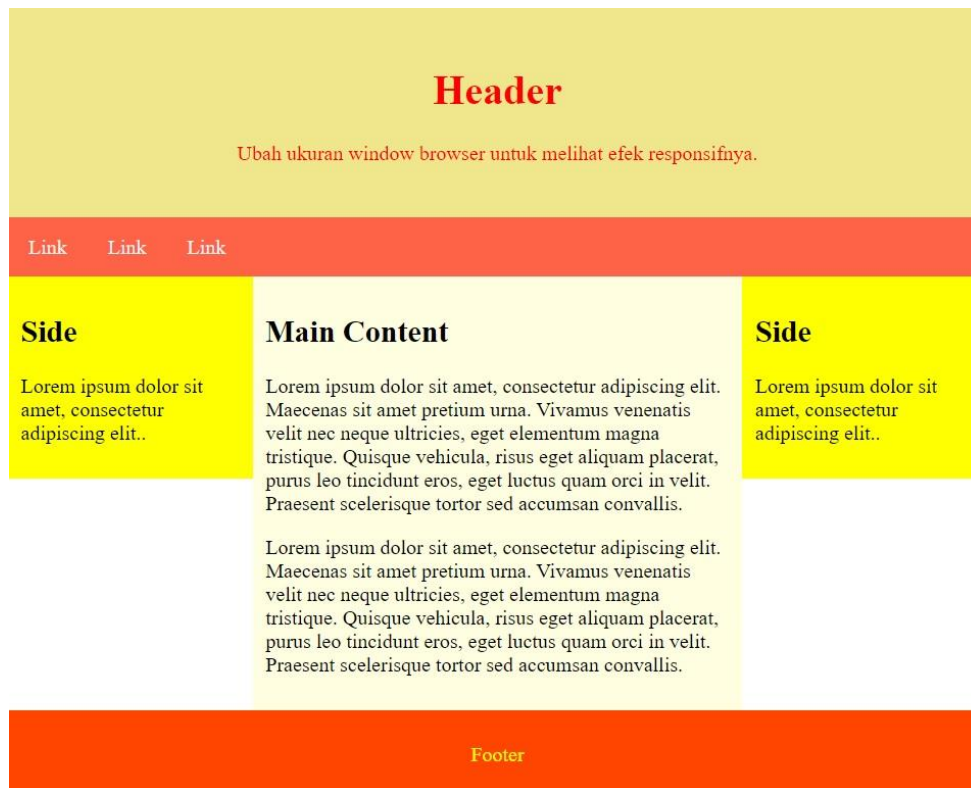 Header
Ubah ukuran window browser untuk melihat efek responsifnya.
Link Link Link
Side
Lorem ipsum dolor sit
amet, consectetur
adipiscing elit..
Main Content
Lorem ipsum dolor sit amet, consectetur adipiscing elit.
Maecenas sit amet pretium urna. Vivamus venenatis
velit nec neque ultricies, eget elementum magna
tristique. Quisque vehicula, risus eget aliquam placerat,
purus leo tincidunt eros, eget luctus quam orci in velit.
Praesent scelerisque tortor sed accumsan convallis.
Lorem ipsum dolor sit amet, consectetur adipiscing elit.
Maecenas sit amet pretium urna. Vivamus venenatis
velit nec neque ultricies, eget elementum magna
tristique. Quisque vehicula, risus eget aliquam placerat,
purus leo tincidunt eros, eget luctus quam orci in velit.
Praesent scelerisque tortor sed accumsan convallis.
Side
Lorem ipsum dolor sit
amet, consectetur
adipiscing elit..
Footer